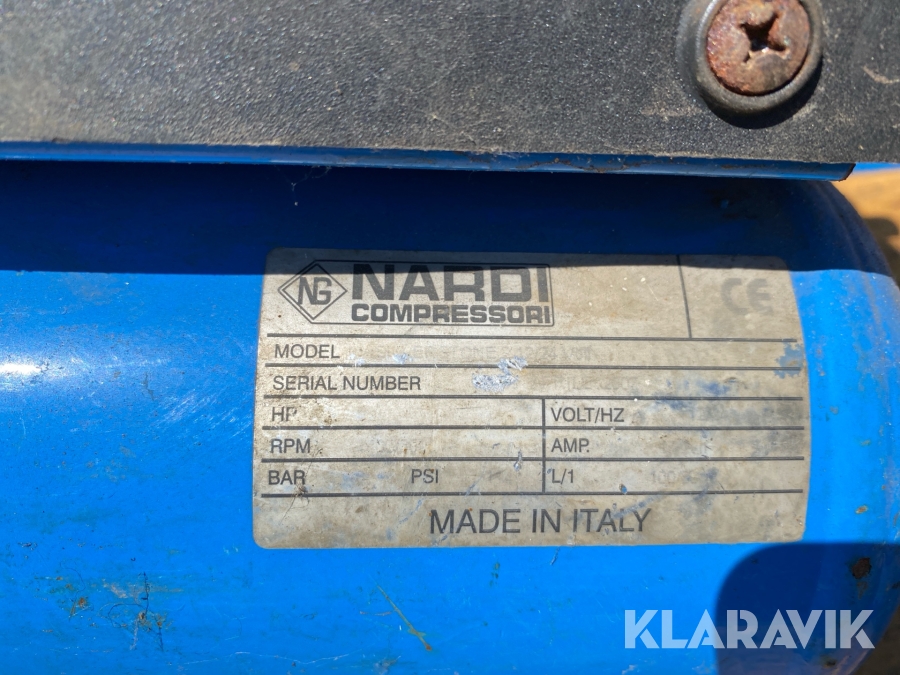 NG NARDI
COMPRESSORI
CE
MODEL
SERIAL NUMBER
HP VOLT/HZ
RPM AMP.
BAR PSI L/1
MADE IN ITALY
KLARAVIK